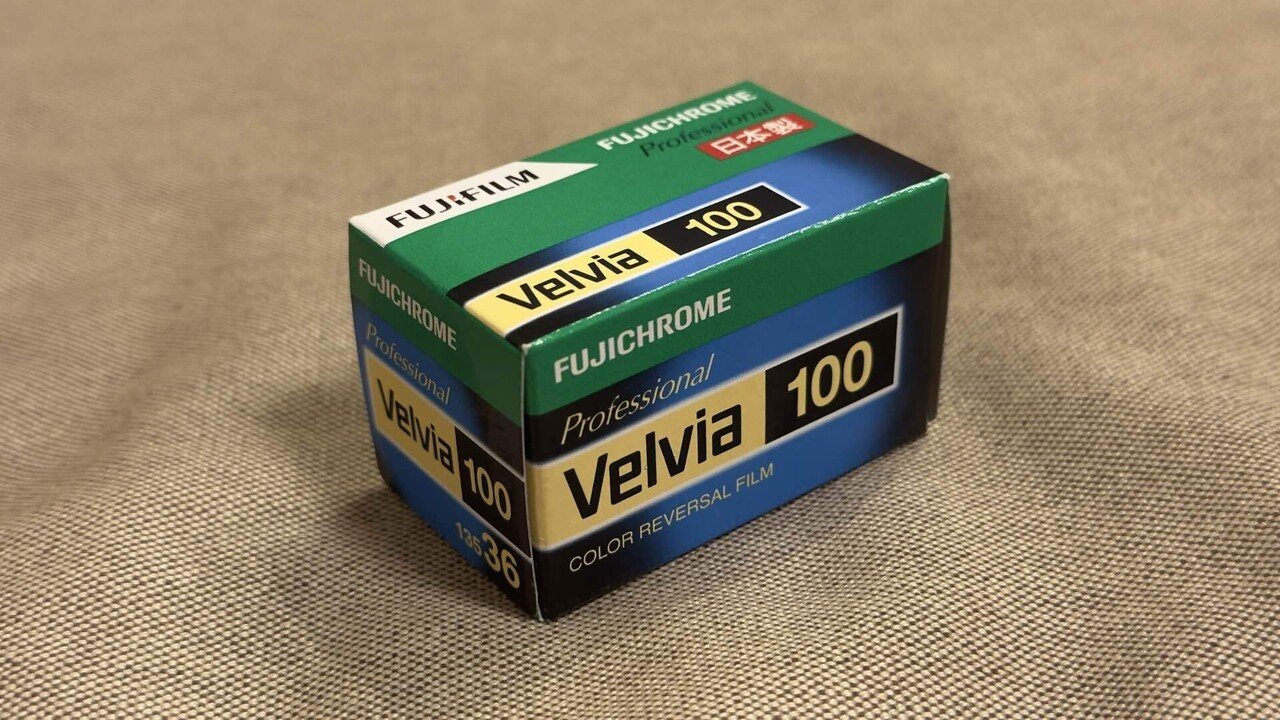 FUJIFILM
FUJICHROME
Professional
日本製
Velvia 100
FUJICHROME
Professional
Velvia 100
135 36
FUJICHROME
Professional
Velvia 100
COLOR REVERSAL FILM